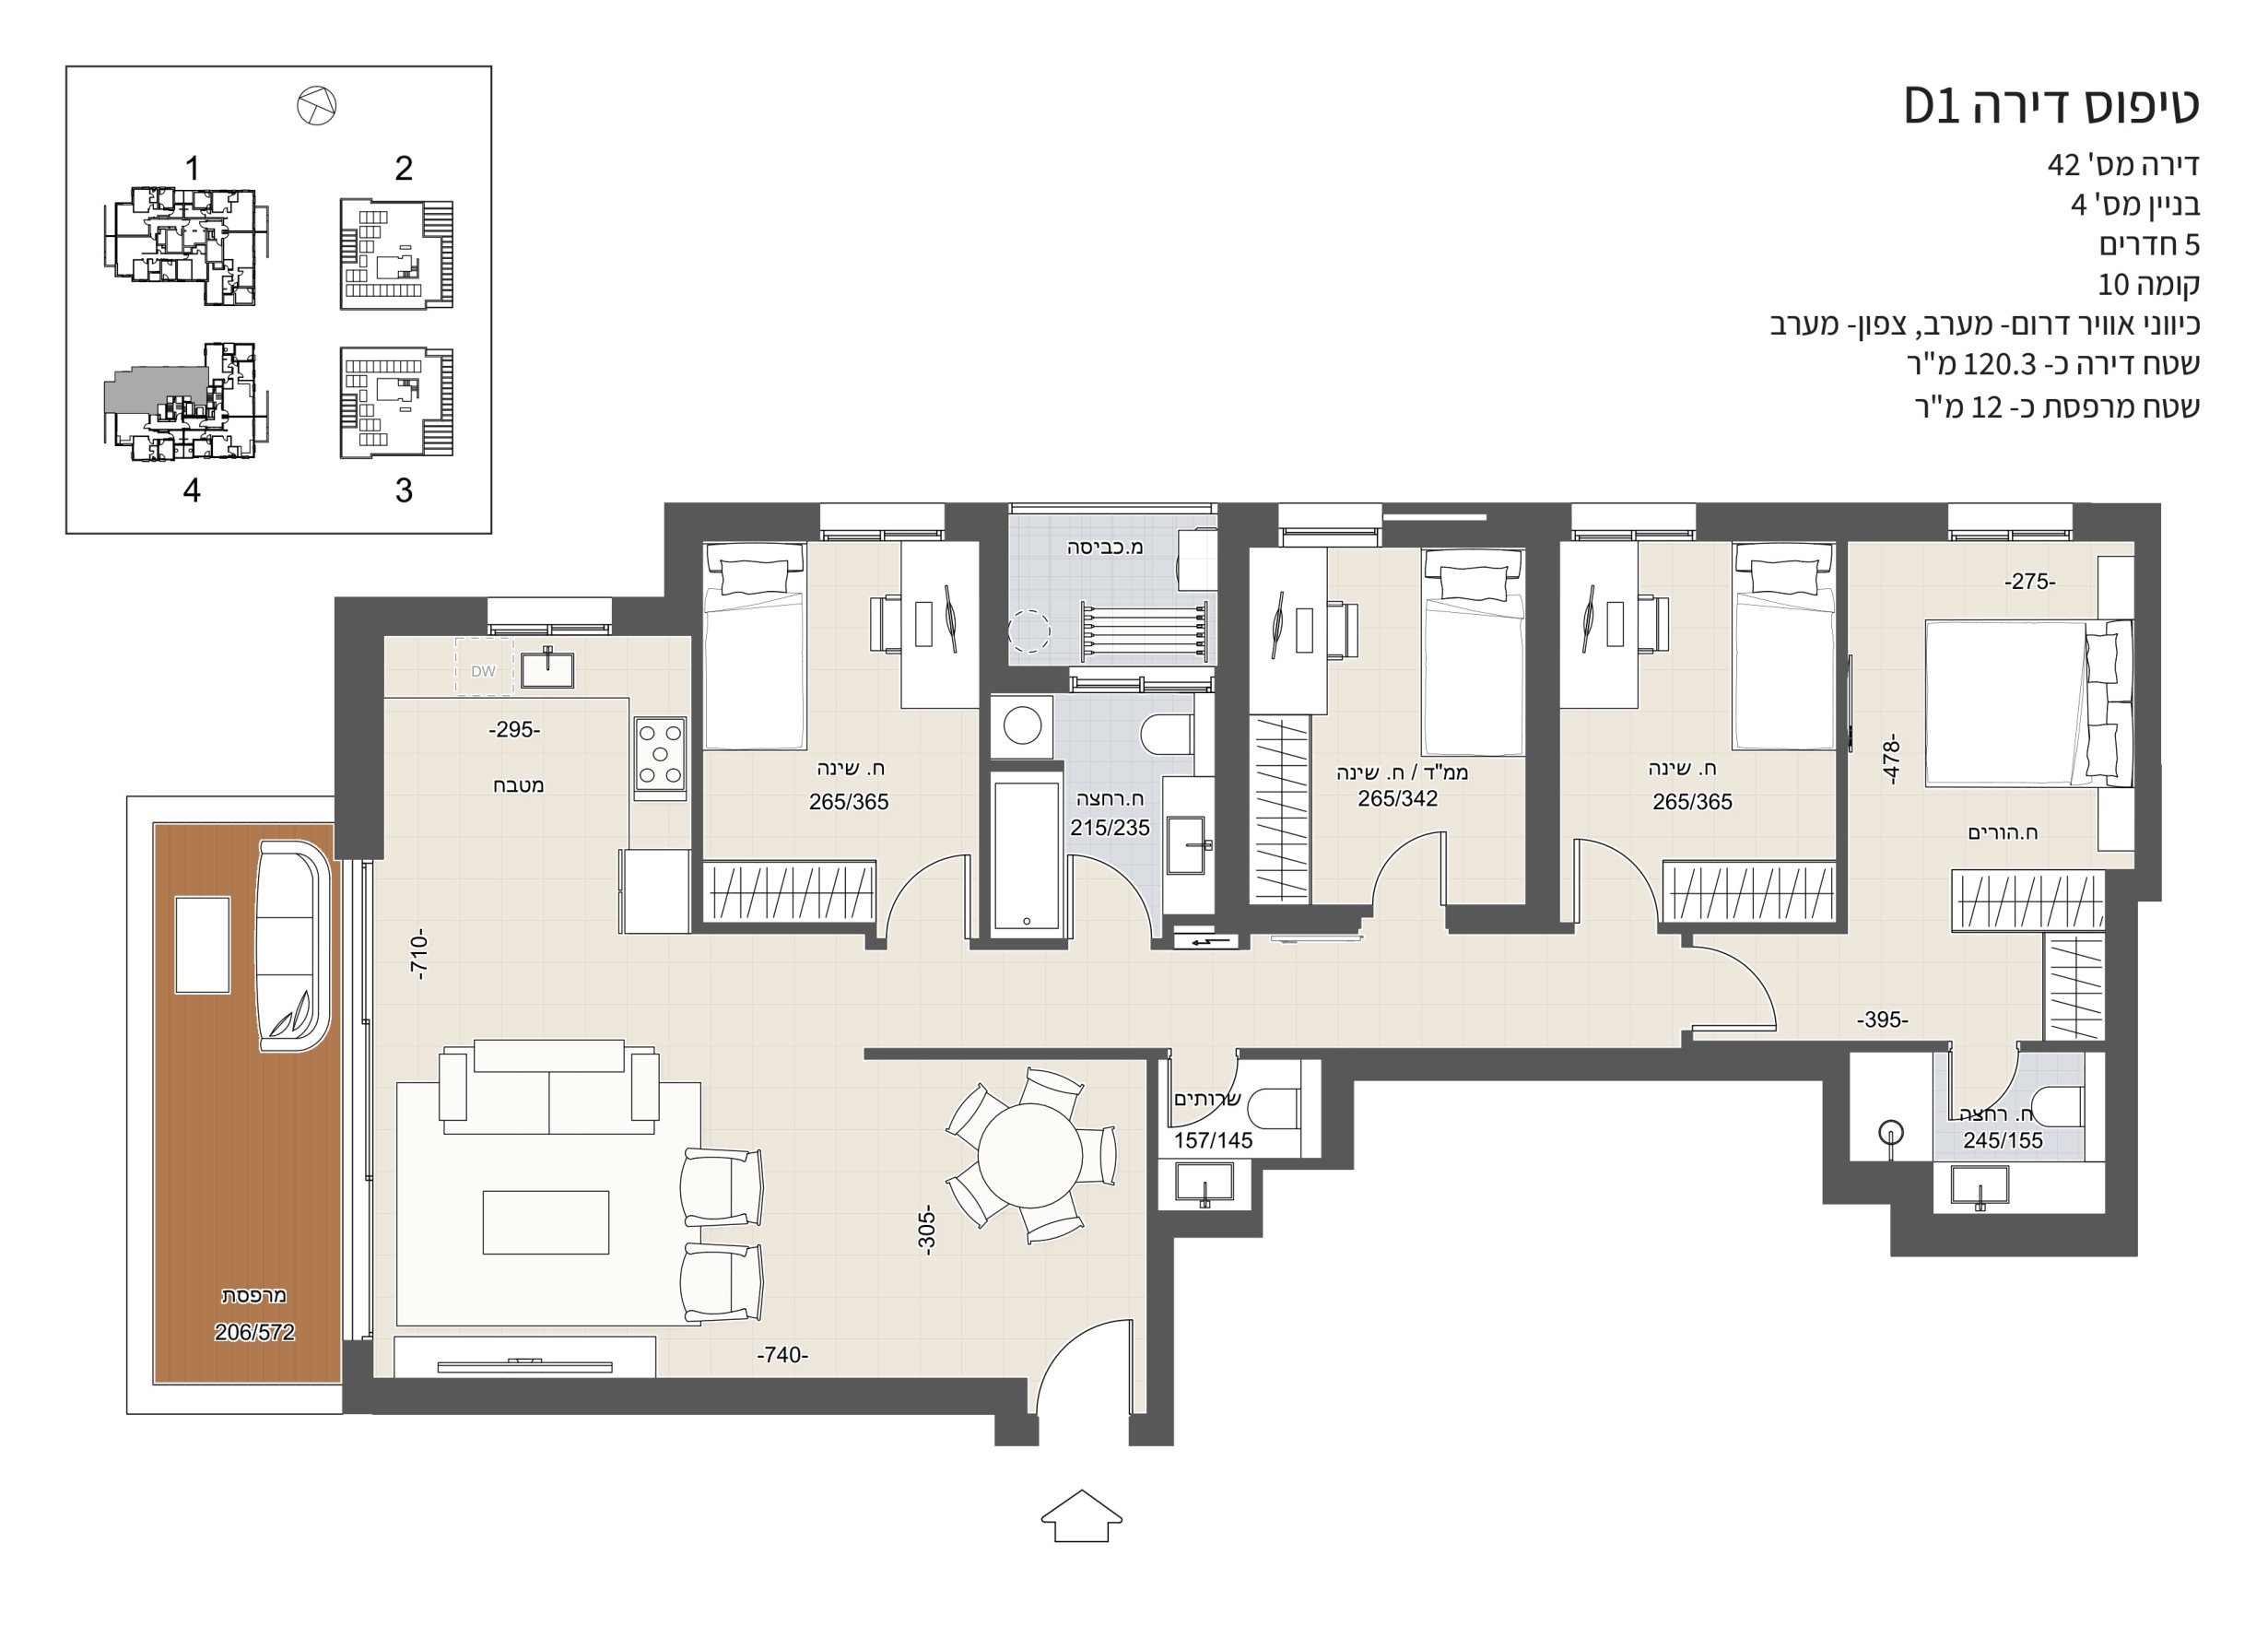 טיפוס דירה D1
דירה מס' 42
בניין מס' 4
5 חדרים
קומה 10
כיווני אוויר דרום- מערב, צפון- מערב
שטח דירה כ- 120.3 מ"ר
שטח מרפסת כ- 12 מ"ר
1
2
4
3
מ.כביסה
-275-
DW
-295-
מטבח
ח. שינה
265/365
ח.רחצה
215/235
ממ"ד / ח. שינה
265/342
ח. שינה
265/365
-478-
ח.הורים
-710-
-395-
שרותים
157/145
ח. רחצה
245/155
-305-
מרפסת
206/572
-740-